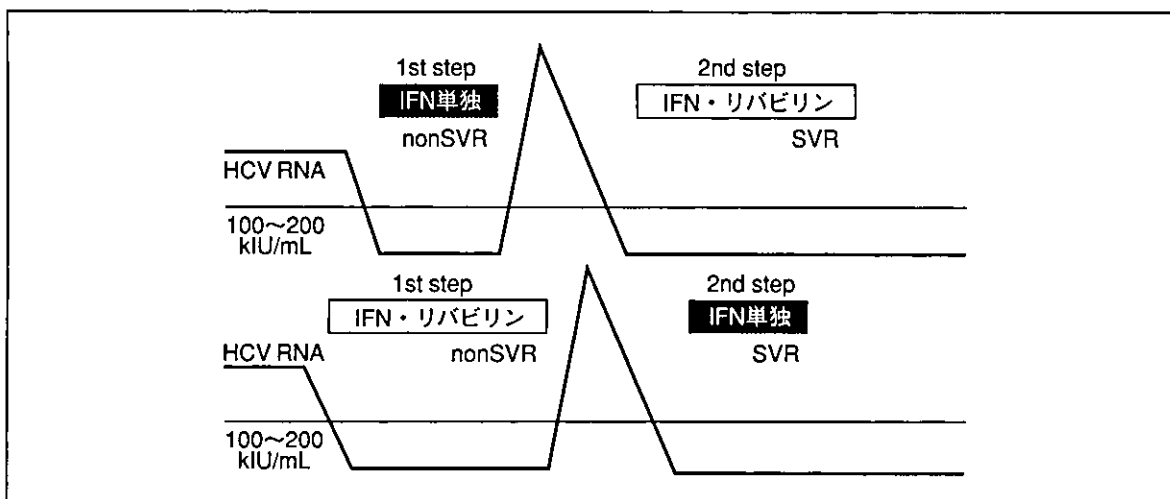 1st step
IFN単独
nonSVR
2nd step
IFN・リバビリン
SVR
HCV RNA
100〜200
kIU/mL
1st step
IFN・リバビリン
nonSVR
2nd step
IFN単独
SVR
HCV RNA
100〜200
kIU/mL